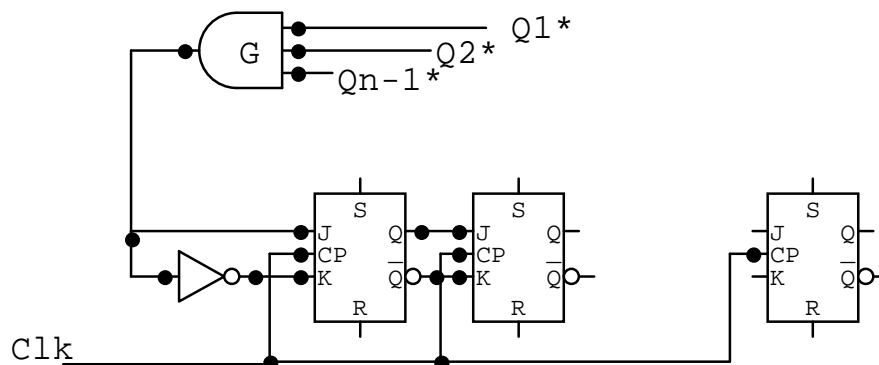 Q1*
G
Q2*
Qn-1*
S S S
J Q J Q J Q
CP CP CP
K Q K Q K Q
R R R
Clk